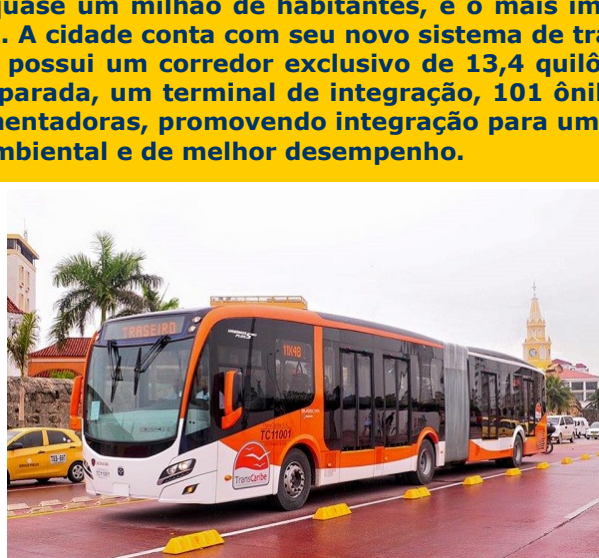 quase um milhão de habitantes, é o mais im
. A cidade conta com seu novo sistema de tra
possui um corredor exclusivo de 13,4 quilô
parada, um terminal de integração, 101 ônil
nentadoras, promovendo integração para um
mbiental e de melhor desempenho.
TRASEIRO
TC11001
TransCaribe